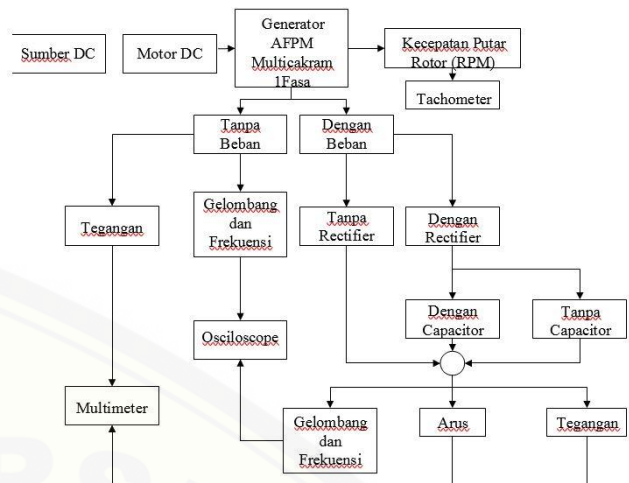 Sumber DC
Motor DC
Generator
AFPM
Multicakram
1Fasa
Kecepatan Putar
Rotor (RPM)
Tachometer
Tanpa
Beban
Dengan
Beban
Tegangan
Gelombang
dan
Frekuensi
Tanpa
Rectifier
Dengan
Rectifier
Dengan
Capacitor
Tanpa
Capacitor
Osciloscope
Multimeter
Gelombang
dan
Frekuensi
Arus
Tegangan